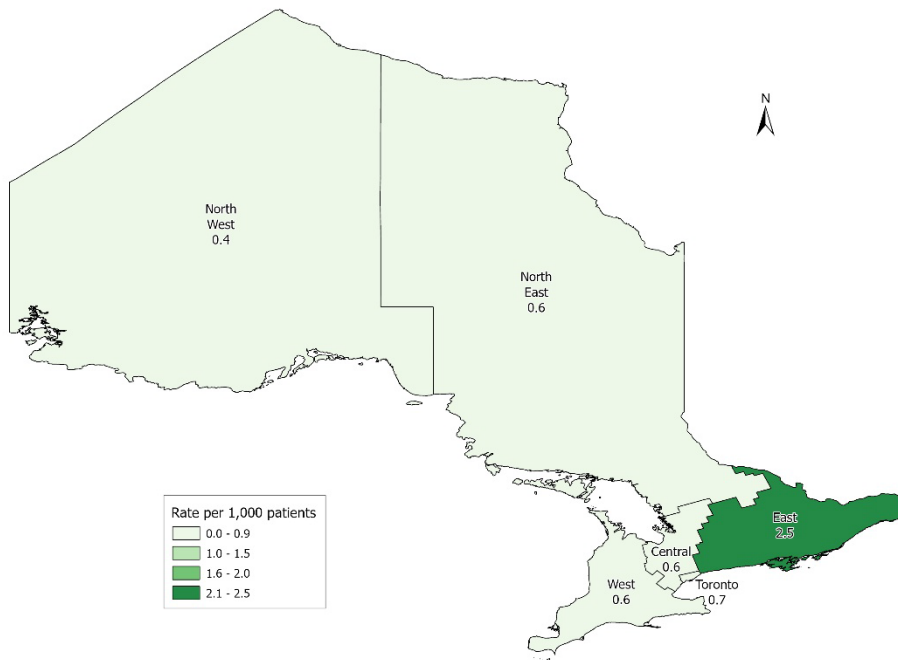 N
North
West
0.4
North
East
0.6
East
2.5
Central
0.6
West
0.6
Toronto
0.7
Rate per 1,000 patients
0.0 - 0.9
1.0 - 1.5
1.6 - 2.0
2.1 - 2.5